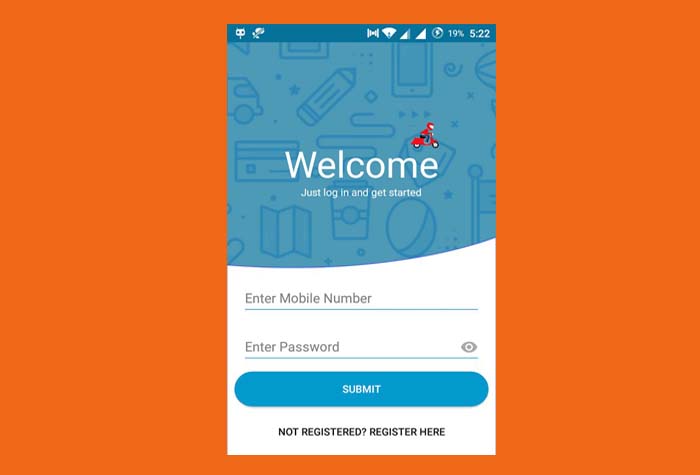 19% 5:22
Welcome
Just log in and get started
Enter Mobile Number
Enter Password
SUBMIT
NOT REGISTERED? REGISTER HERE